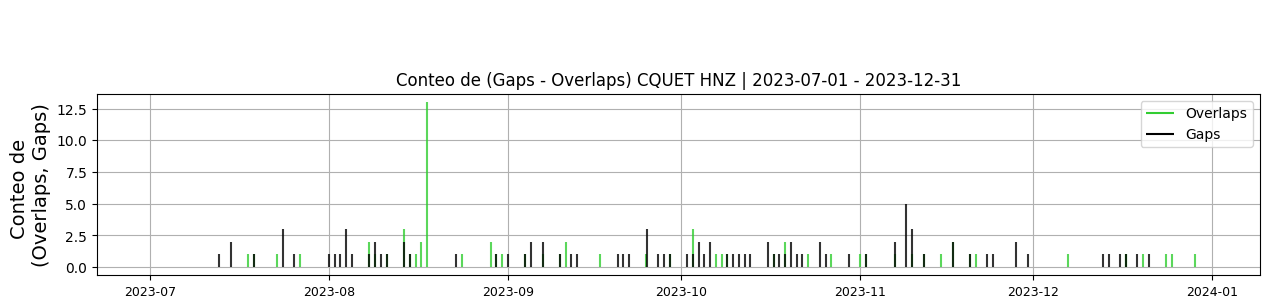 Conteo de (Gaps - Overlaps) CQUET HNZ | 2023-07-01 - 2023-12-31
Conteo de
(Overlaps, Gaps)
12.5
10.0
7.5
5.0
2.5
0.0
Overlaps
Gaps
2023-07
2023-08
2023-09
2023-10
2023-11
2023-12
2024-01